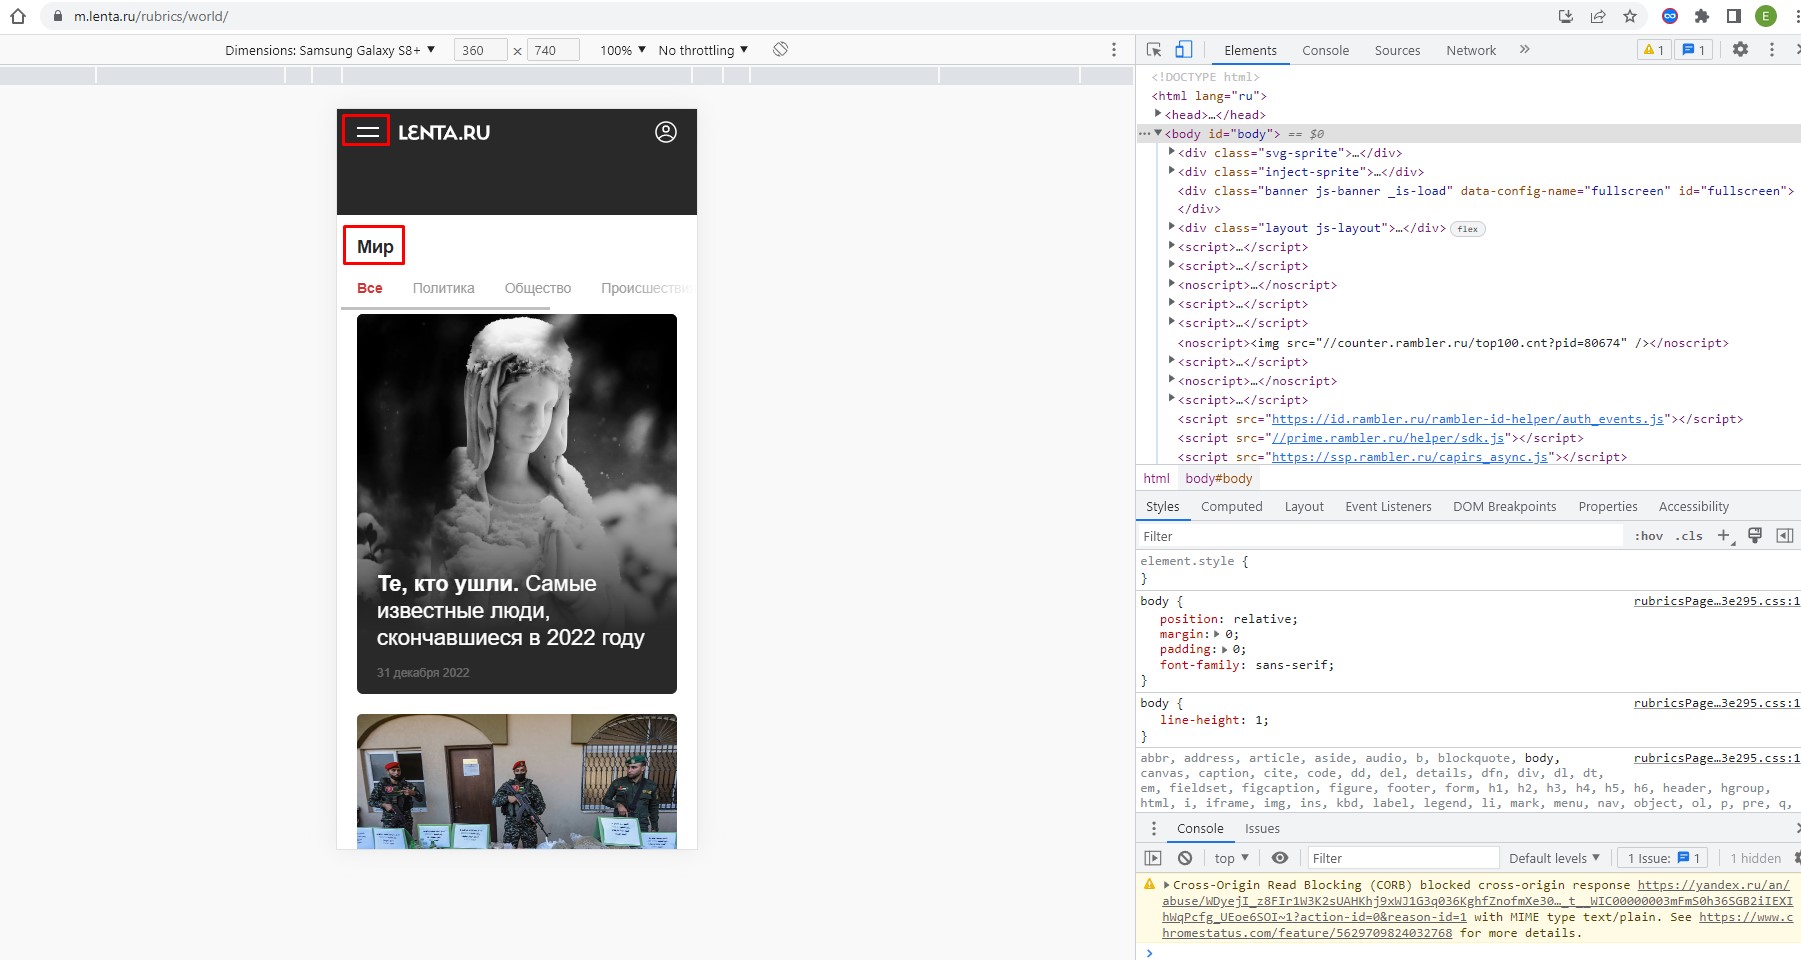 m.lenta.ru/rubrics/world/
E
Dimensions: Samsung Galaxy S8+ ▼ 360 × 740 100% ▼ No throttling ▼
Elements Console Sources Network » 1 1
LENTA.RU
Мир
Все Политика Общество Происшестви
Те, кто ушли. Самые
известные люди,
скончавшиеся в 2022 году
31 декабря 2022
<!DOCTYPE html>
<html lang="ru">
<head>…</head>
<body id="body"> == $0
<div class="svg-sprite">…</div>
<div class="inject-sprite">…</div>
<div class="banner js-banner _is-load" data-config-name="fullscreen" id="fullscreen">
</div>
<div class="layout js-layout">…</div> flex
<script>…</script>
<script>…</script>
<noscript>…</noscript>
<script>…</script>
<script>…</script>
<noscript><img src="//counter.rambler.ru/top100.cnt?pid=80674" /></noscript>
<script>…</script>
<noscript>…</noscript>
<script>…</script>
<script src="https://id.rambler.ru/rambler-id-helper/auth_events.js"></script>
<script src="//prime.rambler.ru/helper/sdk.js"></script>
<script src="https://ssp.rambler.ru/capirs_async.js"></script>
html body#body
Styles Computed Layout Event Listeners DOM Breakpoints Properties Accessibility
Filter :hov .cls +
element.style {
}
body { rubricsPage…3e295.css:1
position: relative;
margin: 0;
padding: 0;
font-family: sans-serif;
}
body { rubricsPage…3e295.css:1
line-height: 1;
}
abbr, address, article, aside, audio, b, blockquote, body, rubricsPage…3e295.css:1
canvas, caption, cite, code, dd, del, details, dfn, div, dl, dt,
em, fieldset, figcaption, figure, footer, form, h1, h2, h3, h4, h5, h6, header, hgroup,
html, i, iframe, img, ins, kbd, label, legend, li, mark, menu, nav, object, ol, p, pre, q,
Console Issues
top ▼ Filter Default levels ▼ 1 Issue: 1 1 hidden
Cross-Origin Read Blocking (CORB) blocked cross-origin response https://yandex.ru/an/
abuse/WDyejI_z8FIr1W3K2sUAHKhj9xWJ1G3q036KghfZnofmXe30…_t__WIC00000003mFmS0h36SGB2iIEXI
hWqPcfg_UEoe6SOI~1?action-id=0&reason-id=1 with MIME type text/plain. See https://www.c
hromestatus.com/feature/5629709824032768 for more details.